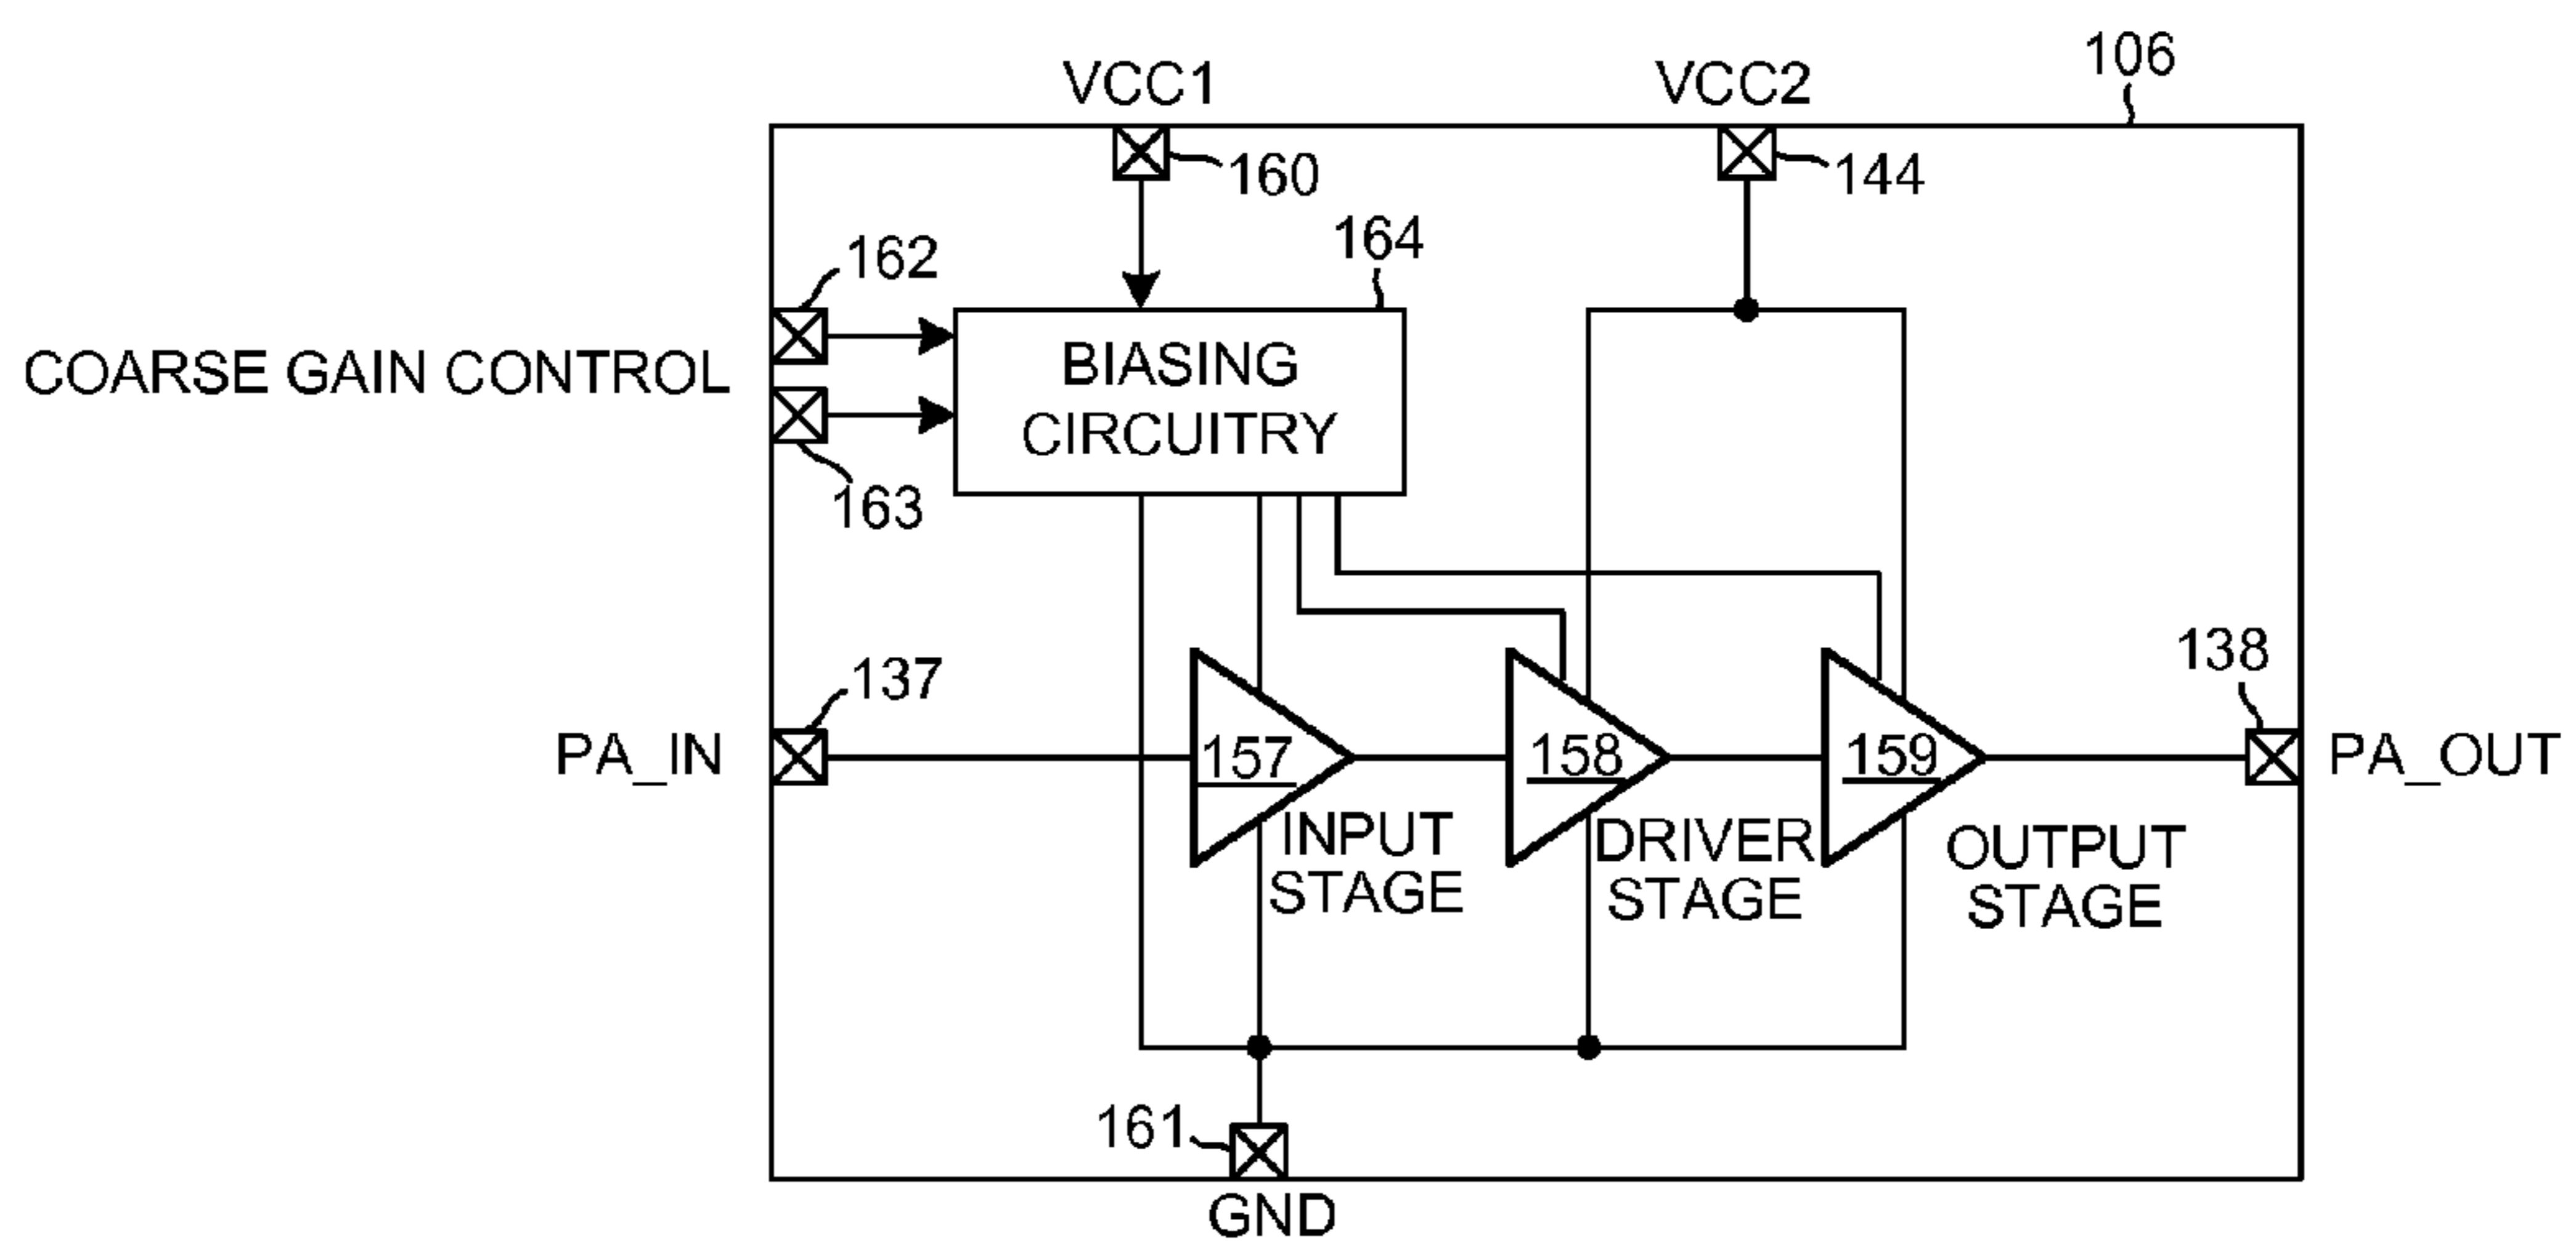 VCC1
VCC2
106
160
144
162
164
COARSE GAIN CONTROL
BIASING
CIRCUITRY
163
137
138
PA_IN
157
158
159
PA_OUT
INPUT
STAGE
DRIVER
STAGE
OUTPUT
STAGE
161
GND